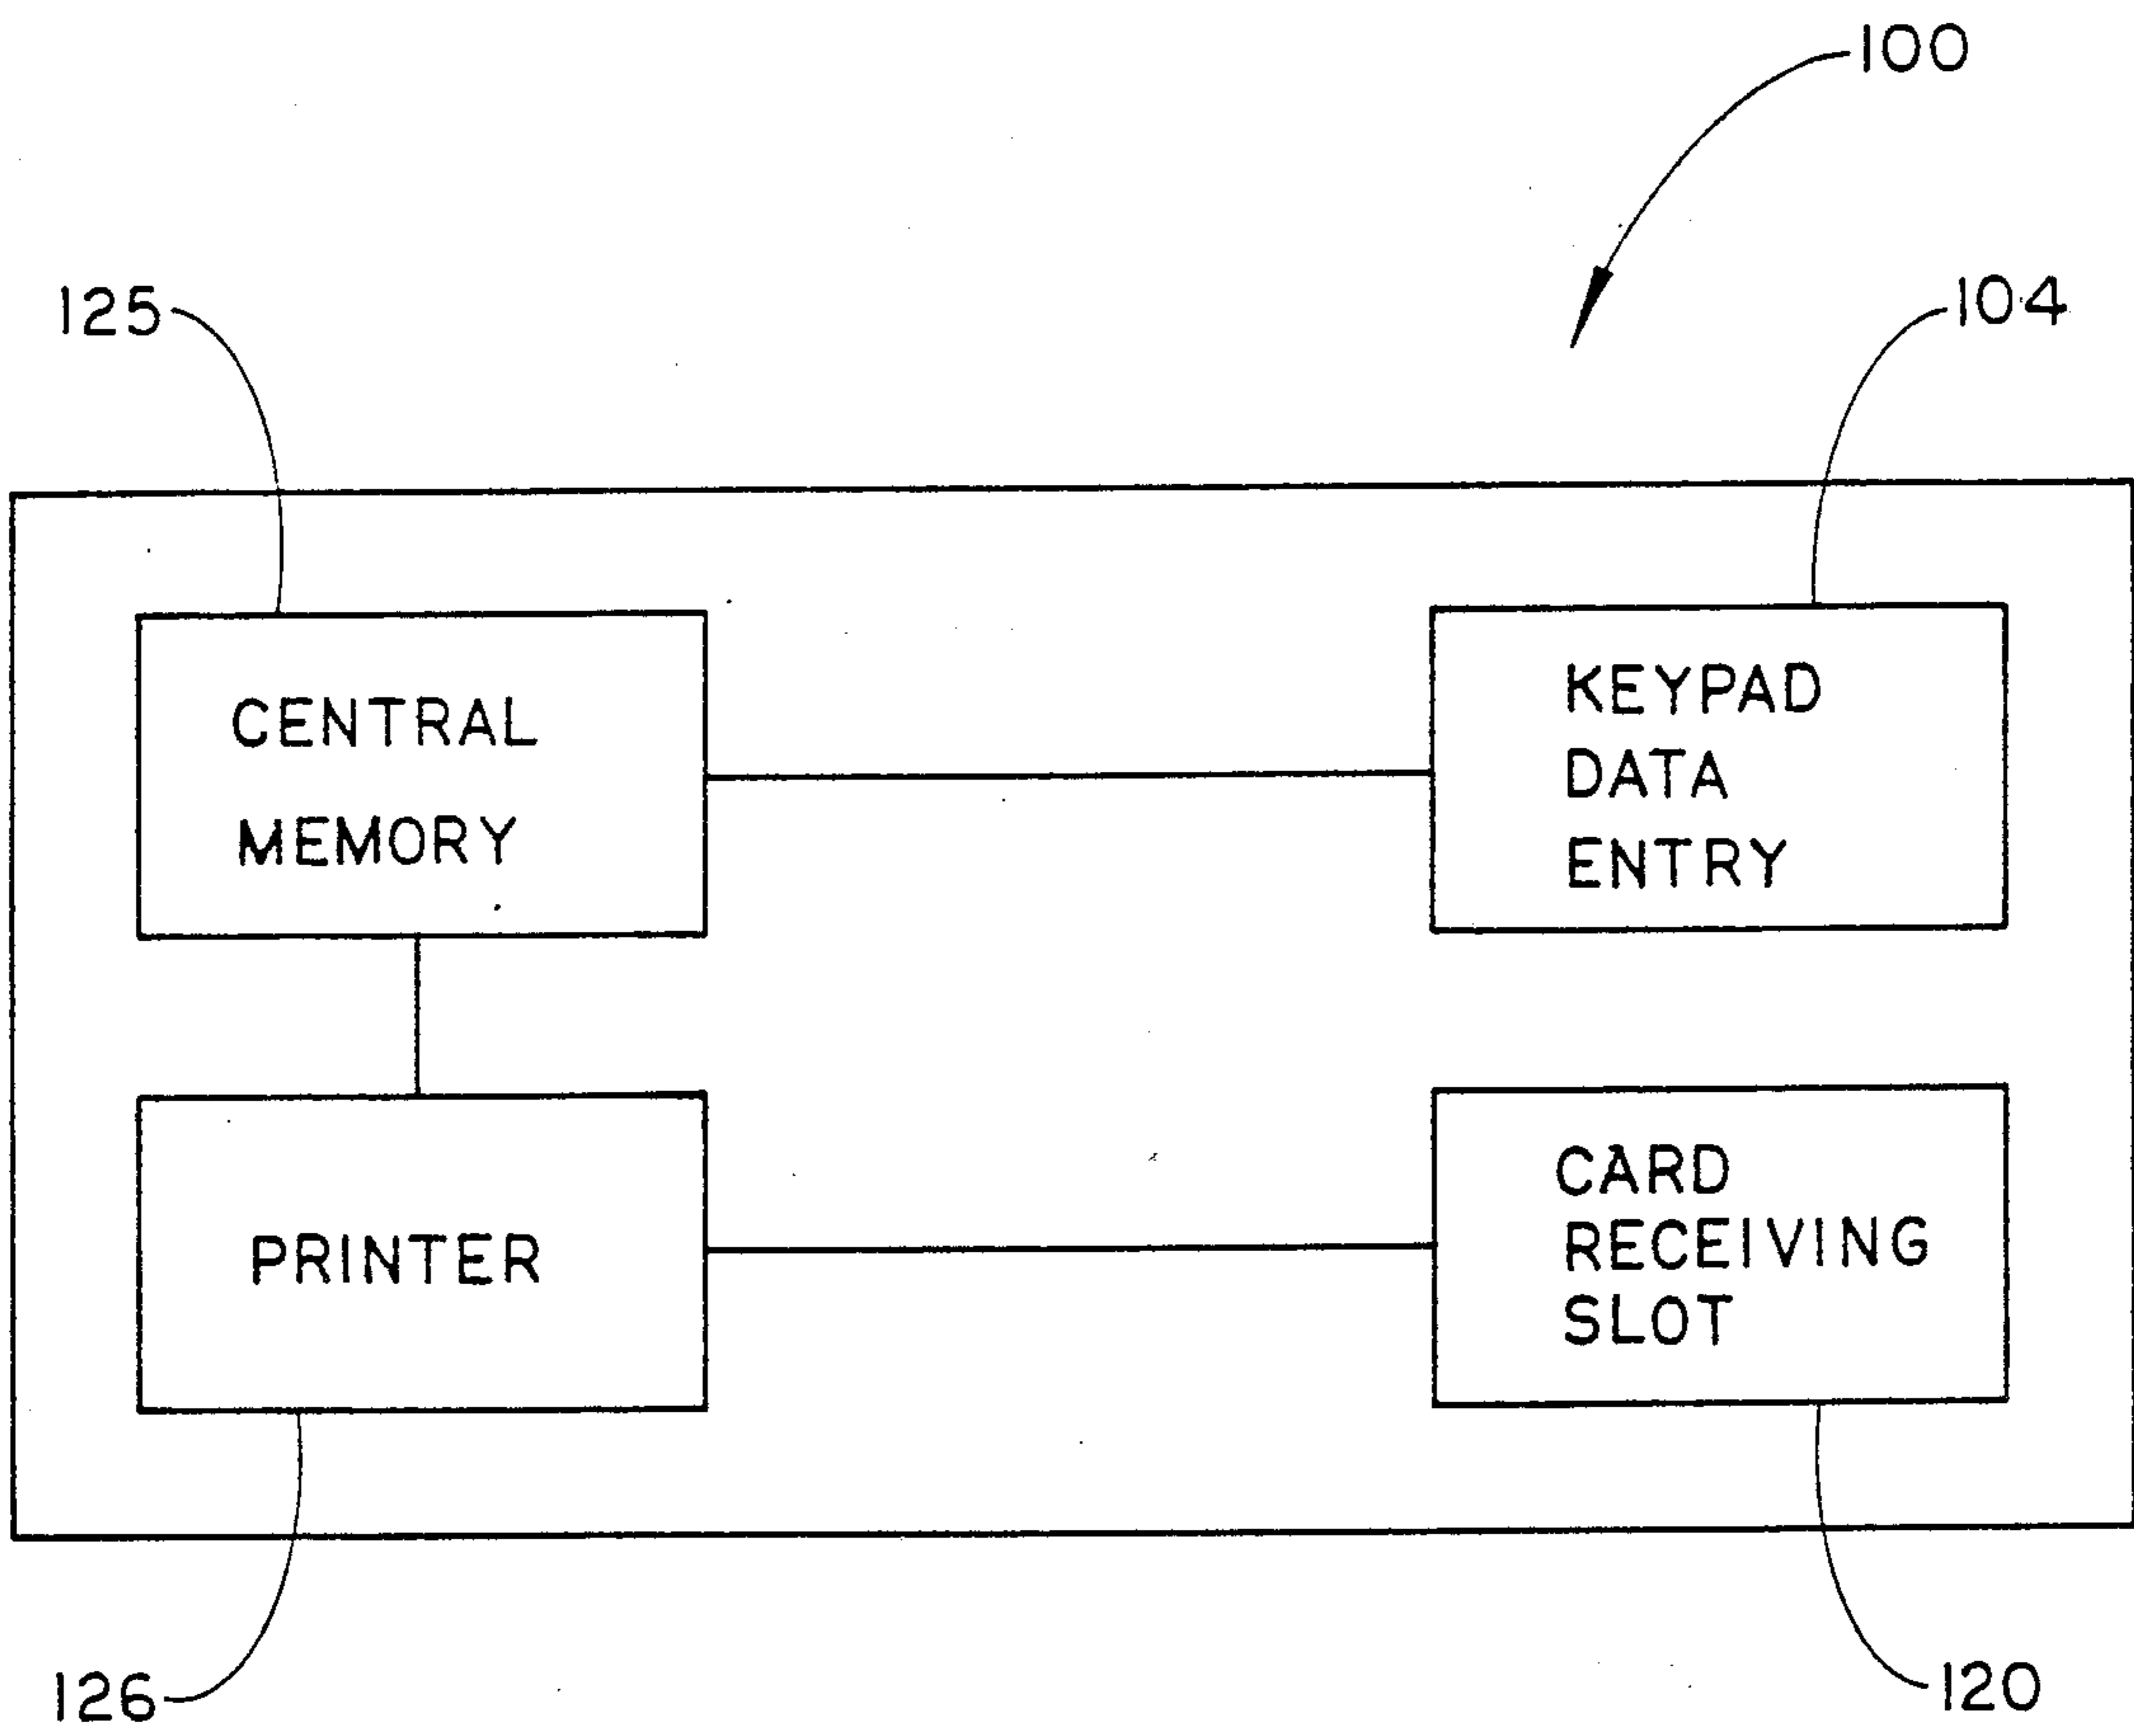 100
125
104
CENTRAL
MEMORY
KEYPAD
DATA
ENTRY
PRINTER
CARD
RECEIVING
SLOT
126
120